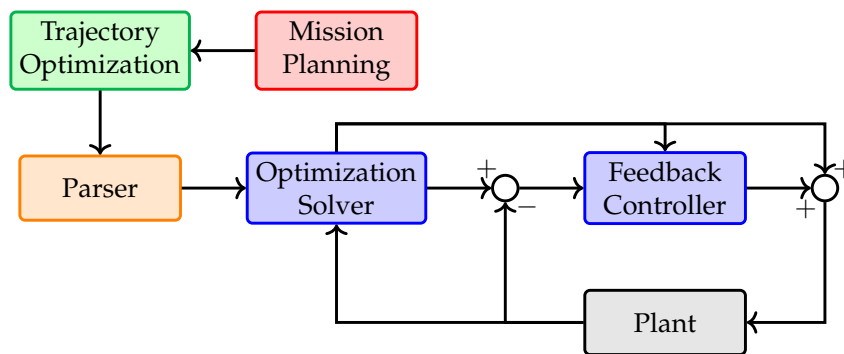 Trajectory
Optimization
Mission
Planning
Parser
Optimization
Solver
+
−
Feedback
Controller
+
+
Plant